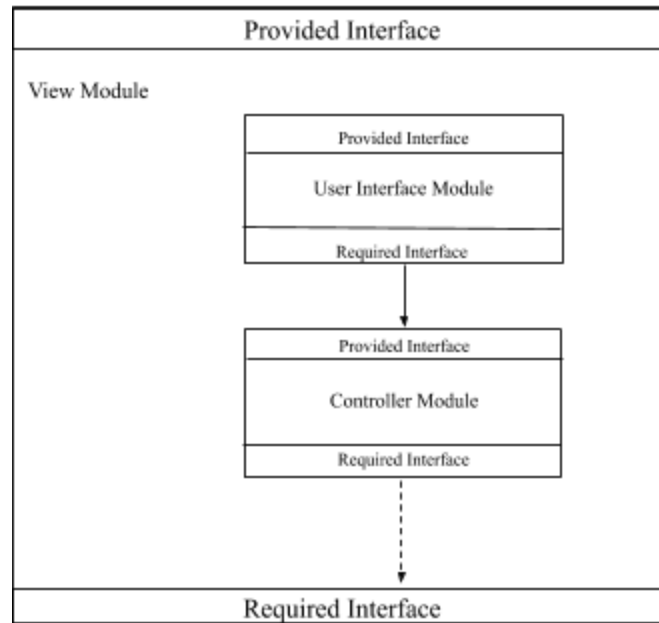 Provided Interface
View Module
Provided Interface
User Interface Module
Required Interface
Provided Interface
Controller Module
Required Interface
Required Interface